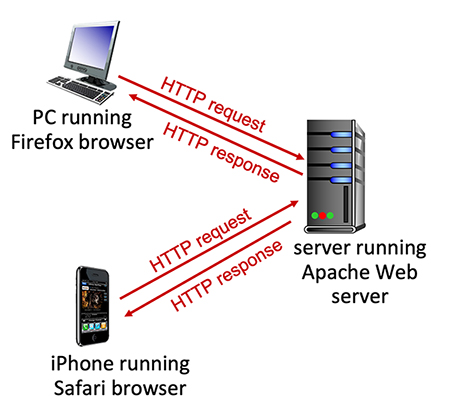 HTTP request
PC running
Firefox browser
HTTP response
server running
Apache Web
server
HTTP request
HTTP response
iPhone running
Safari browser